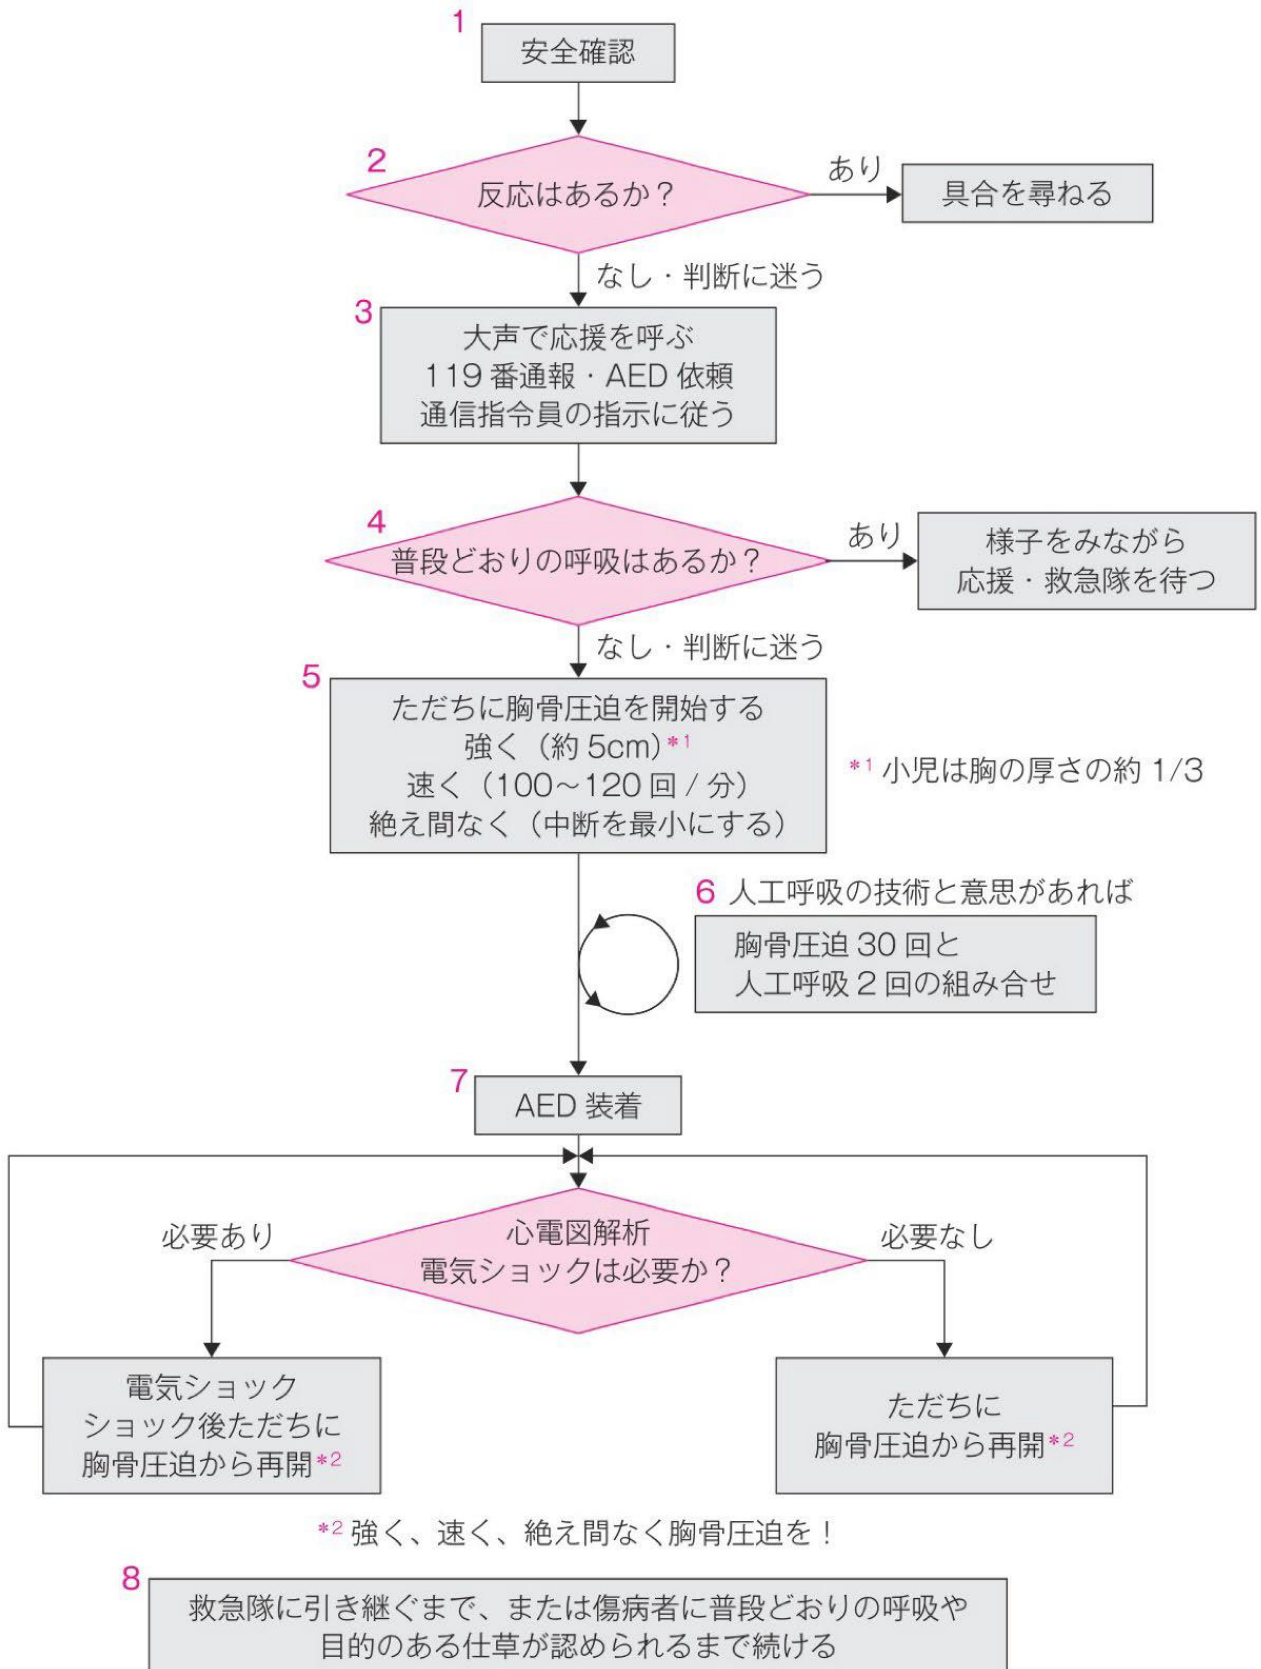 1
安全確認
2
反応はあるか？
あり
具合を尋ねる
なし・判断に迷う
3
大声で応援を呼ぶ
119番通報・AED 依頼
通信指令員の指示に従う
4
普段どおりの呼吸はあるか？
あり
様子をみながら
応援・救急隊を待つ
なし・判断に迷う
5
ただちに胸骨圧迫を開始する
強く（約 5cm）*1
速く（100～120 回 / 分）
絶え間なく（中断を最小にする）
*1 小児は胸の厚さの約 1/3
6 人工呼吸の技術と意思があれば
胸骨圧迫 30 回と
人工呼吸 2 回の組み合せ
7
AED 装着
心電図解析
電気ショックは必要か？
必要あり
必要なし
電気ショック
ショック後ただちに
胸骨圧迫から再開*2
ただちに
胸骨圧迫から再開*2
*2 強く、速く、絶え間なく胸骨圧迫を！
8
救急隊に引き継ぐまで、または傷病者に普段どおりの呼吸や
目的のある仕草が認められるまで続ける